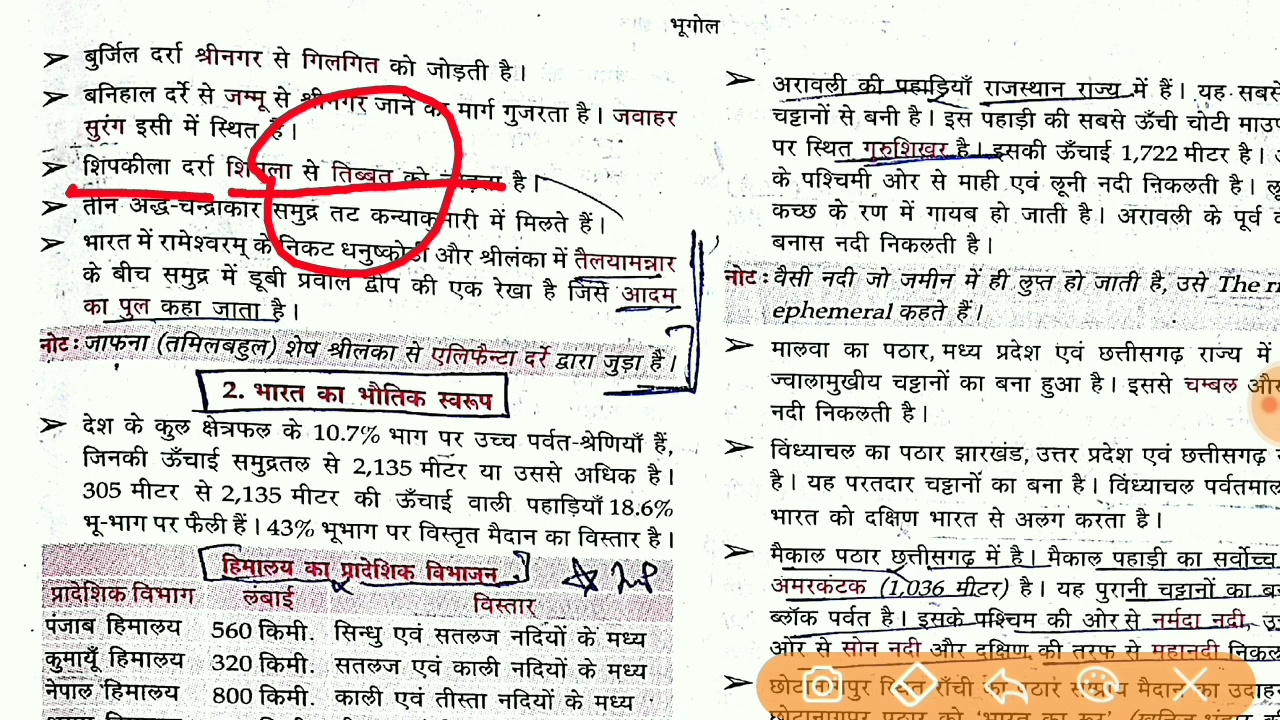 भूगोल
➢ बुर्जिल दर्रा श्रीनगर से गिलगित को जोड़ती है।
➢ बनिहाल दर्रे से जम्मू से श्रीनगर जाने का मार्ग गुजरता है। जवाहर
सुरंग इसी में स्थित है।
➢ शिपकीला दर्रा शिमला से तिब्बत को जोड़ता है।
➢ तीन अर्द्ध-चन्द्राकार समुद्र तट कन्याकुमारी में मिलते हैं।
➢ भारत में रामेश्वरम् के निकट धनुष्कोडी और श्रीलंका में तैलयामन्नार
के बीच समुद्र में डूबी प्रवाल द्वीप की एक रेखा है जिसे आदम
का पुल कहा जाता है।
नोट: जाफना (तमिलबहुल) शेष श्रीलंका से एलिफैन्टा दर्रे द्वारा जुड़ा है।
2. भारत का भौतिक स्वरूप
➢ देश के कुल क्षेत्रफल के 10.7% भाग पर उच्च पर्वत-श्रेणियाँ हैं,
जिनकी ऊँचाई समुद्रतल से 2,135 मीटर या उससे अधिक है।
305 मीटर से 2,135 मीटर की ऊँचाई वाली पहाड़ियाँ 18.6%
भू-भाग पर फैली हैं। 43% भूभाग पर विस्तृत मैदान का विस्तार है।
हिमालय का प्रादेशिक विभाजन
प्रादेशिक विभाग लंबाई विस्तार
पंजाब हिमालय 560 किमी. सिन्धु एवं सतलज नदियों के मध्य
कुमायूँ हिमालय 320 किमी. सतलज एवं काली नदियों के मध्य
नेपाल हिमालय 800 किमी. काली एवं तीस्ता नदियों के मध्य
➢ अरावली की पहाड़ियाँ राजस्थान राज्य में हैं। यह सबसे
चट्टानों से बनी है। इस पहाड़ी की सबसे ऊँची चोटी माउ
पर स्थित गुरुशिखर है। इसकी ऊँचाई 1,722 मीटर है।
के पश्चिमी ओर से माही एवं लूनी नदी निकलती है।
कच्छ के रण में गायब हो जाती है। अरावली के पूर्व
बनास नदी निकलती है।
नोट: वैसी नदी जो जमीन में ही लुप्त हो जाती है, उसे The
ephemeral कहते हैं।
➢ मालवा का पठार, मध्य प्रदेश एवं छत्तीसगढ़ राज्य में
ज्वालामुखीय चट्टानों का बना हुआ है। इससे चम्बल और
नदी निकलती है।
➢ विंध्याचल का पठार झारखंड, उत्तर प्रदेश एवं छत्तीसगढ़
है। यह परतदार चट्टानों का बना है। विंध्याचल पर्वतमाल
भारत को दक्षिण भारत से अलग करता है।
➢ मैकाल पठार छत्तीसगढ़ में है। मैकाल पहाड़ी का सर्वोच्च
अमरकंटक (1,036 मीटर) है। यह पुरानी चट्टानों का
ब्लॉक पर्वत है। इसके पश्चिम की ओर से नर्मदा नदी,
ओर से सोन नदी और दक्षिण की तरफ से महानदी निकल
➢ छोटानागपुर स्थित राँची का पठार सम्प्राय मैदान का